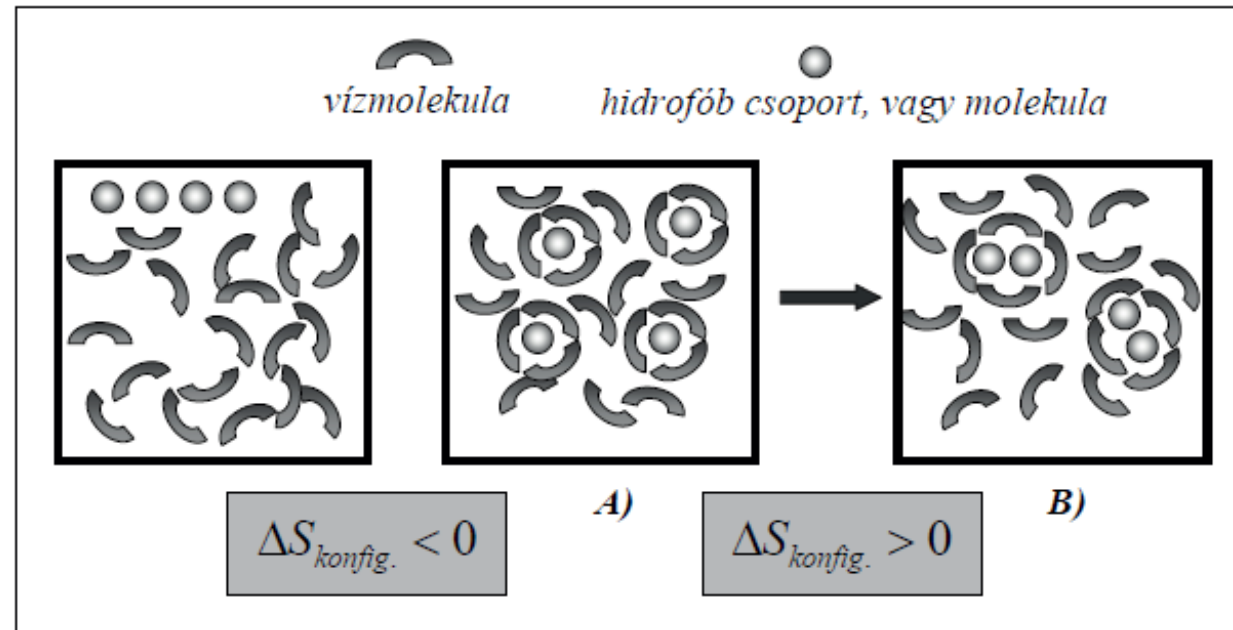 vízmolekula
hidrofób csoport, vagy molekula
A)
B)
ΔS_konfig. < 0
ΔS_konfig. > 0